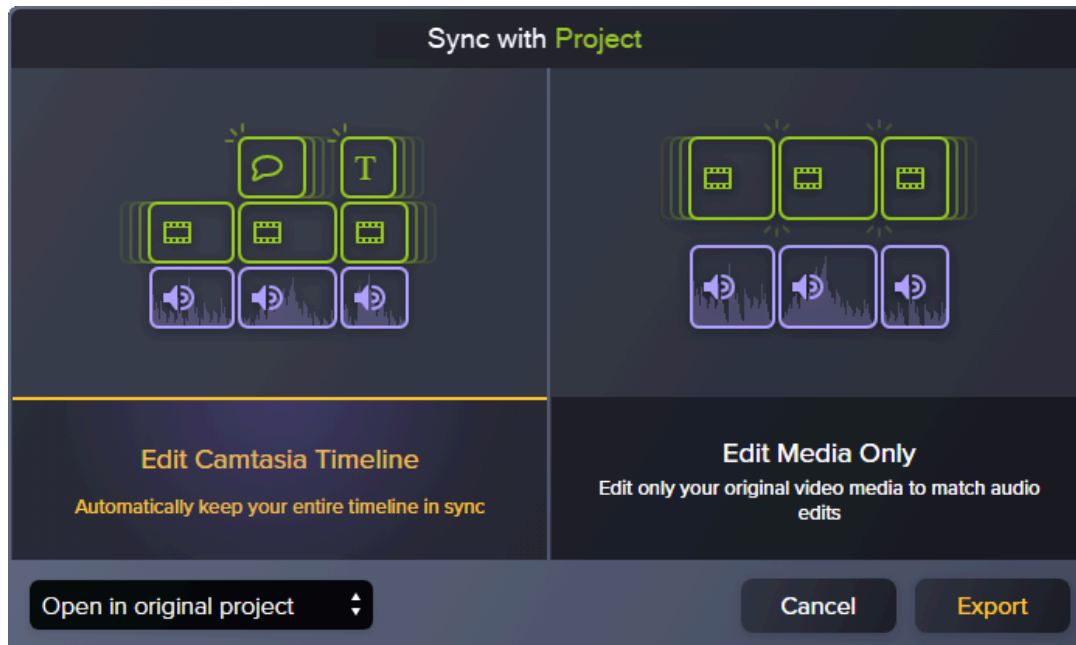 Sync with Project
T
T
Edit Camtasia Timeline
Automatically keep your entire timeline in sync
Edit Media Only
Edit only your original video media to match audio
edits
Open in original project
Cancel
Export